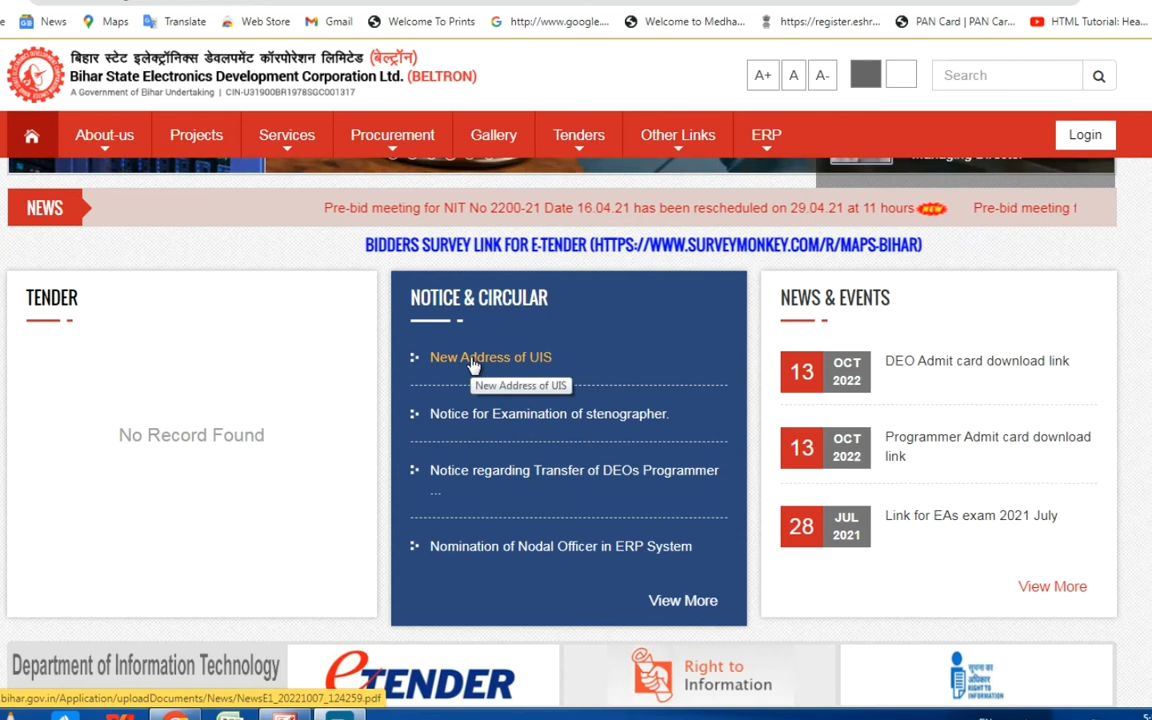 News
Maps
Translate
Web Store
Gmail
Welcome To Prints
http://www.google....
Welcome to Medha...
https://register.eshr...
PAN Card | PAN Car...
HTML Tutorial: Hea...
बिहार स्टेट इलेक्ट्रॉनिक्स डेवलपमेंट कॉरपोरेशन लिमिटेड (बेल्ट्रॉन)
Bihar State Electronics Development Corporation Ltd. (BELTRON)
A Government of Bihar Undertaking | CIN-U31900BR1978SGC001317
A+ A A-
Search
About-us Projects Services Procurement Gallery Tenders Other Links ERP Login
NEWS
Pre-bid meeting for NIT No 2200-21 Date 16.04.21 has been rescheduled on 29.04.21 at 11 hours
Pre-bid meeting f
BIDDERS SURVEY LINK FOR E-TENDER (HTTPS://WWW.SURVEYMONKEY.COM/R/MAPS-BIHAR)
TENDER
No Record Found
NOTICE & CIRCULAR
New Address of UIS
New Address of UIS
Notice for Examination of stenographer.
Notice regarding Transfer of DEOs Programmer
...
Nomination of Nodal Officer in ERP System
View More
NEWS & EVENTS
13 OCT 2022
DEO Admit card download link
13 OCT 2022
Programmer Admit card download
link
28 JUL 2021
Link for EAs exam 2021 July
View More
Department of Information Technology
eTENDER
Right to
Information
सूचना का
अधिकार
RIGHT TO
INFORMATION
bihar.gov.in/Application/uploadDocuments/News/NewsE1_20221007_124259.pdf